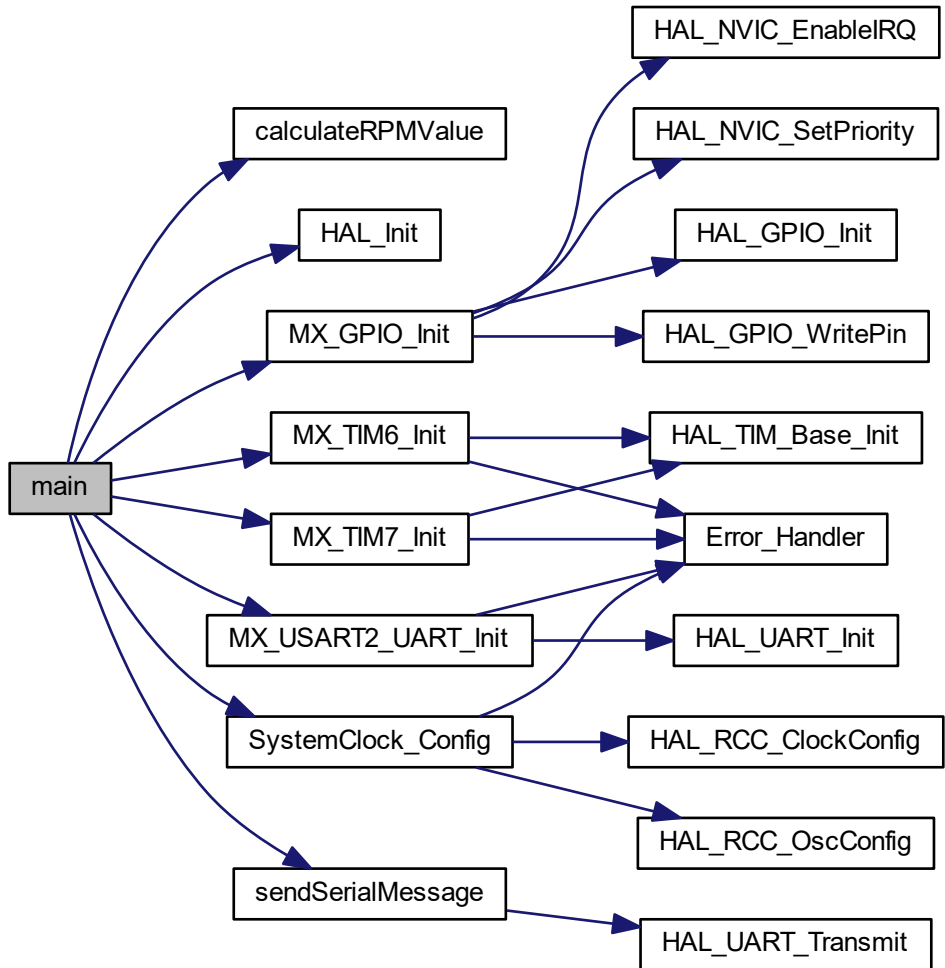 HAL_NVIC_EnableIRQ
calculateRPMValue
HAL_NVIC_SetPriority
HAL_Init
HAL_GPIO_Init
MX_GPIO_Init
HAL_GPIO_WritePin
MX_TIM6_Init
HAL_TIM_Base_Init
main
MX_TIM7_Init
Error_Handler
MX_USART2_UART_Init
HAL_UART_Init
SystemClock_Config
HAL_RCC_ClockConfig
HAL_RCC_OscConfig
sendSerialMessage
HAL_UART_Transmit